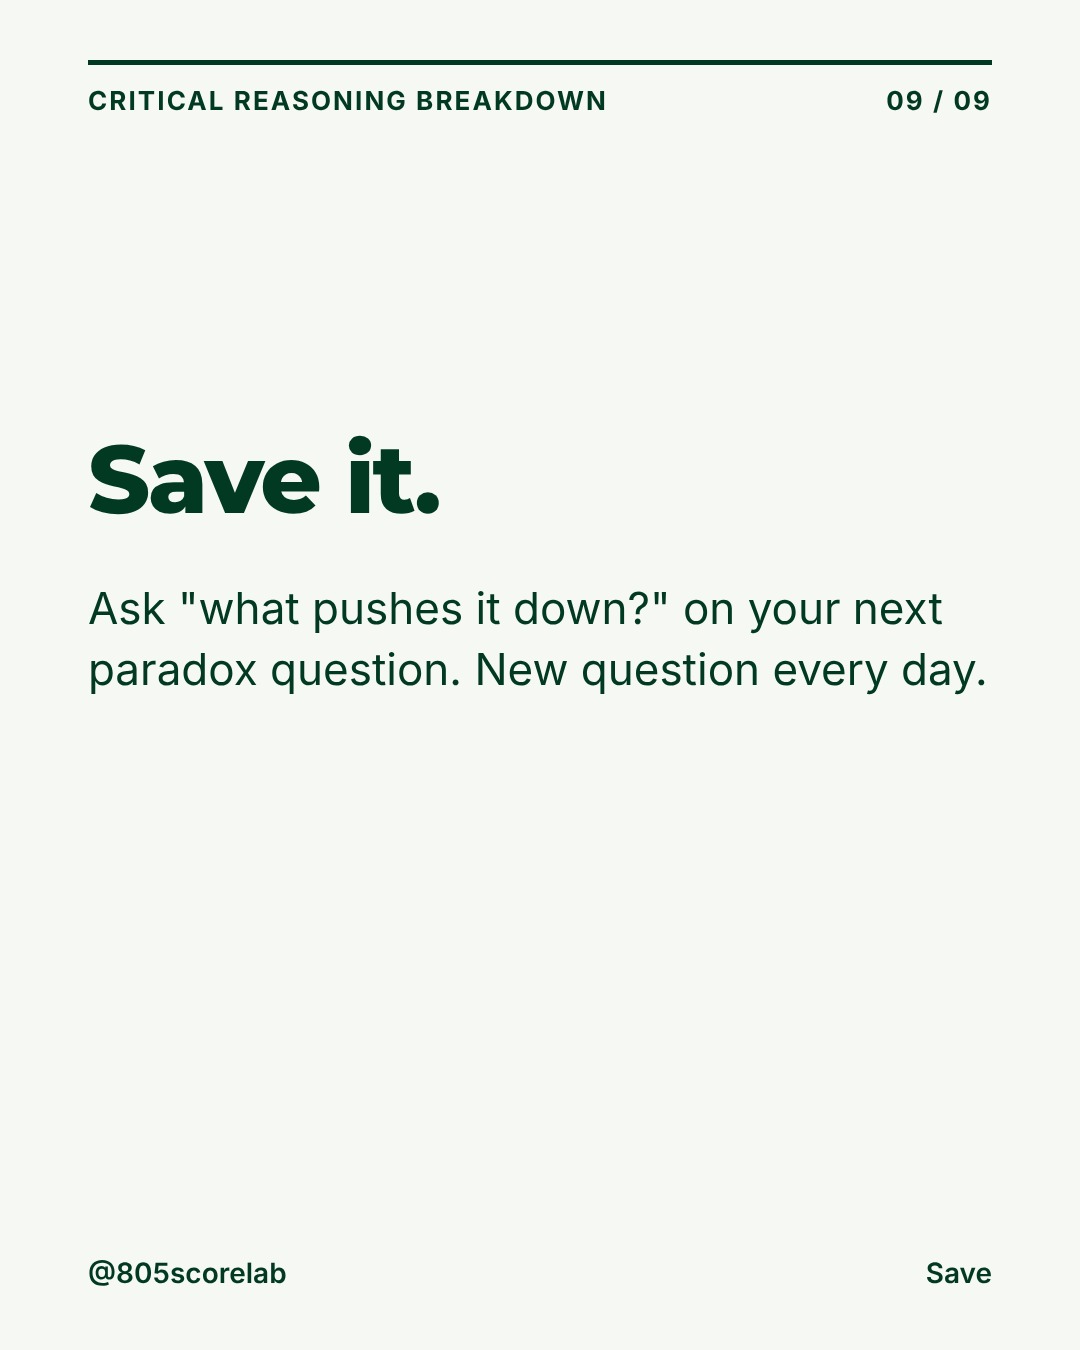 CRITICAL REASONING BREAKDOWN
09 / 09
Save it.
Ask "what pushes it down?" on your next
paradox question. New question every day.
@805scorelab
Save